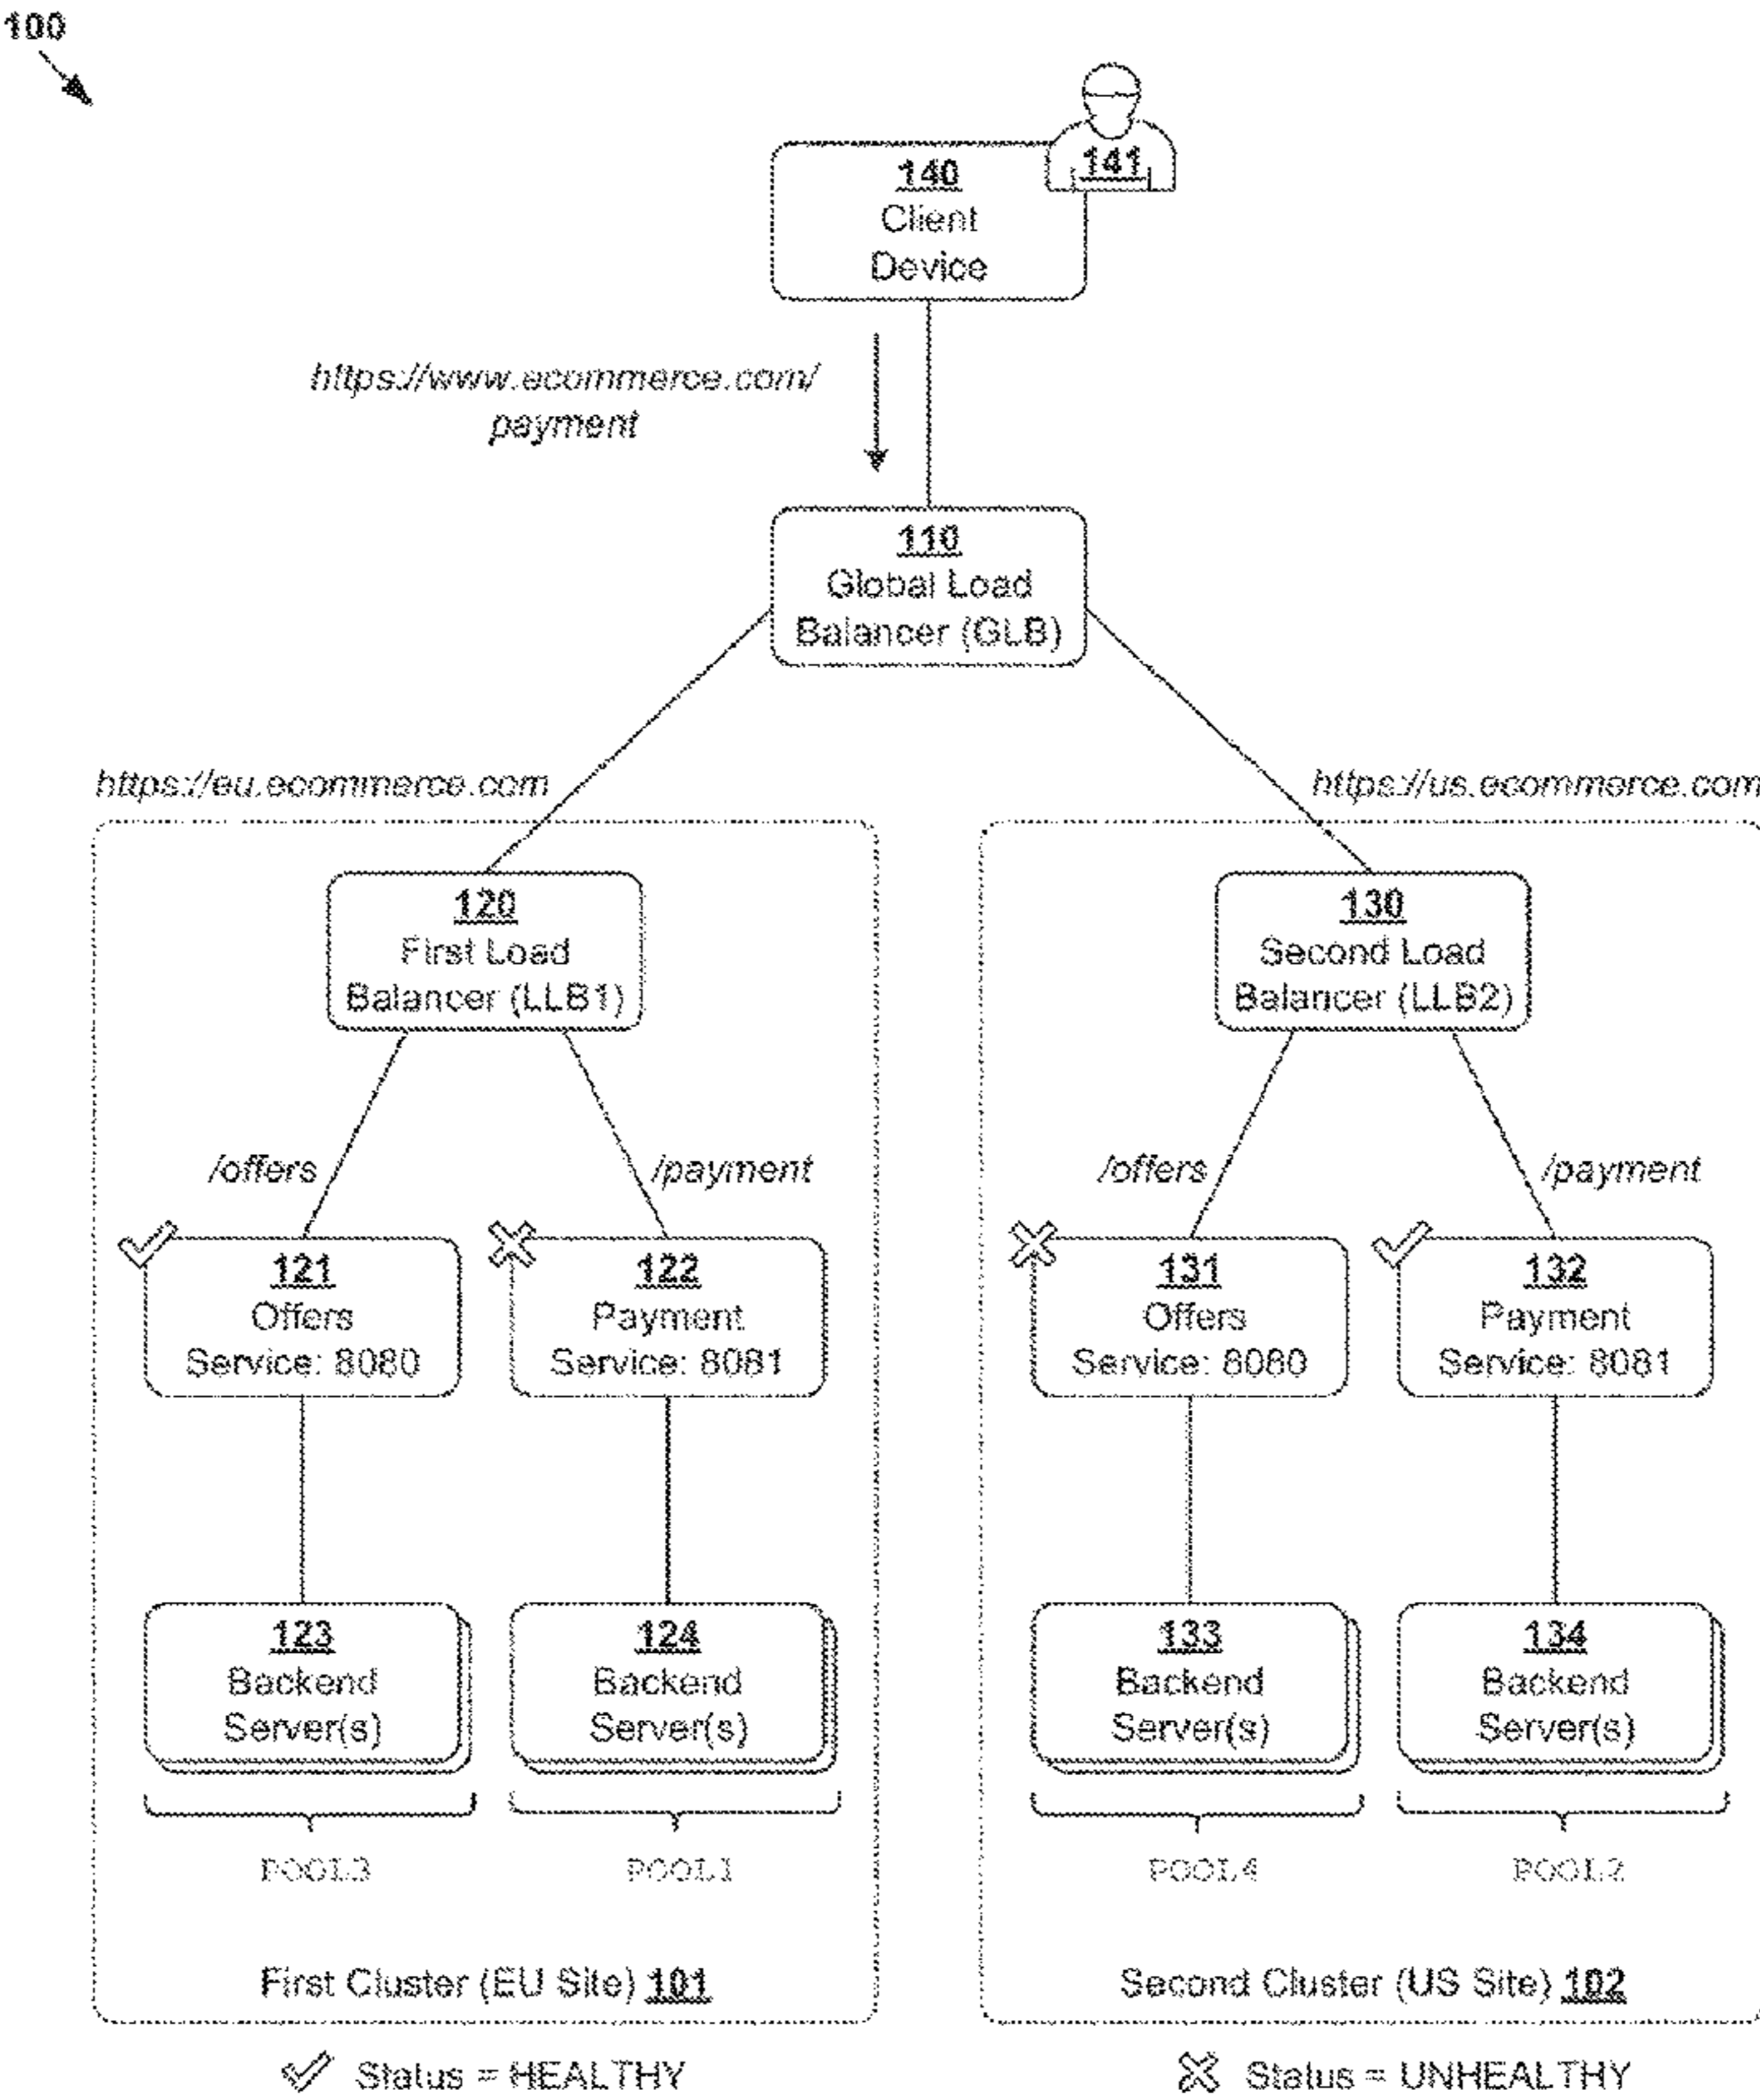 100
141
140
Client
Device
https://www.ecommerce.com/
payment
110
Global Load
Balancer (GLB)
https://eu.ecommerce.com
https://us.ecommerce.com
120
First Load
Balancer (LLB1)
130
Second Load
Balancer (LLB2)
/offers
/payment
/offers
/payment
121
Offers
Service: 8080
122
Payment
Service: 8081
131
Offers
Service: 8080
132
Payment
Service: 8081
123
Backend
Server(s)
124
Backend
Server(s)
133
Backend
Server(s)
134
Backend
Server(s)
POOL3
POOL1
POOL4
POOL2
First Cluster (EU Site) 101
Second Cluster (US Site) 102
Status = HEALTHY
Status = UNHEALTHY